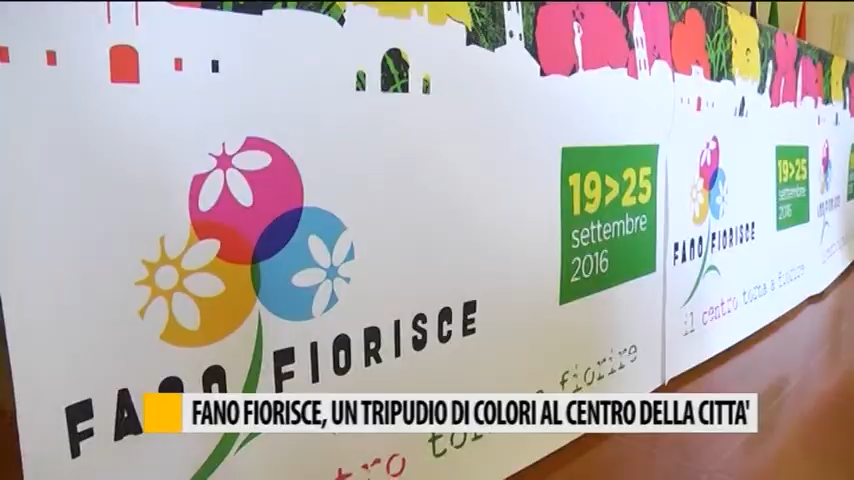 19>25
settembre
2016
FANO FIORISCE
fiorire
19>25
settembre
2016
FANO FIORISCE
il centro torna a fiorire
FANO FIORISCE, UN TRIPUDIO DI COLORI AL CENTRO DELLA CITTA'